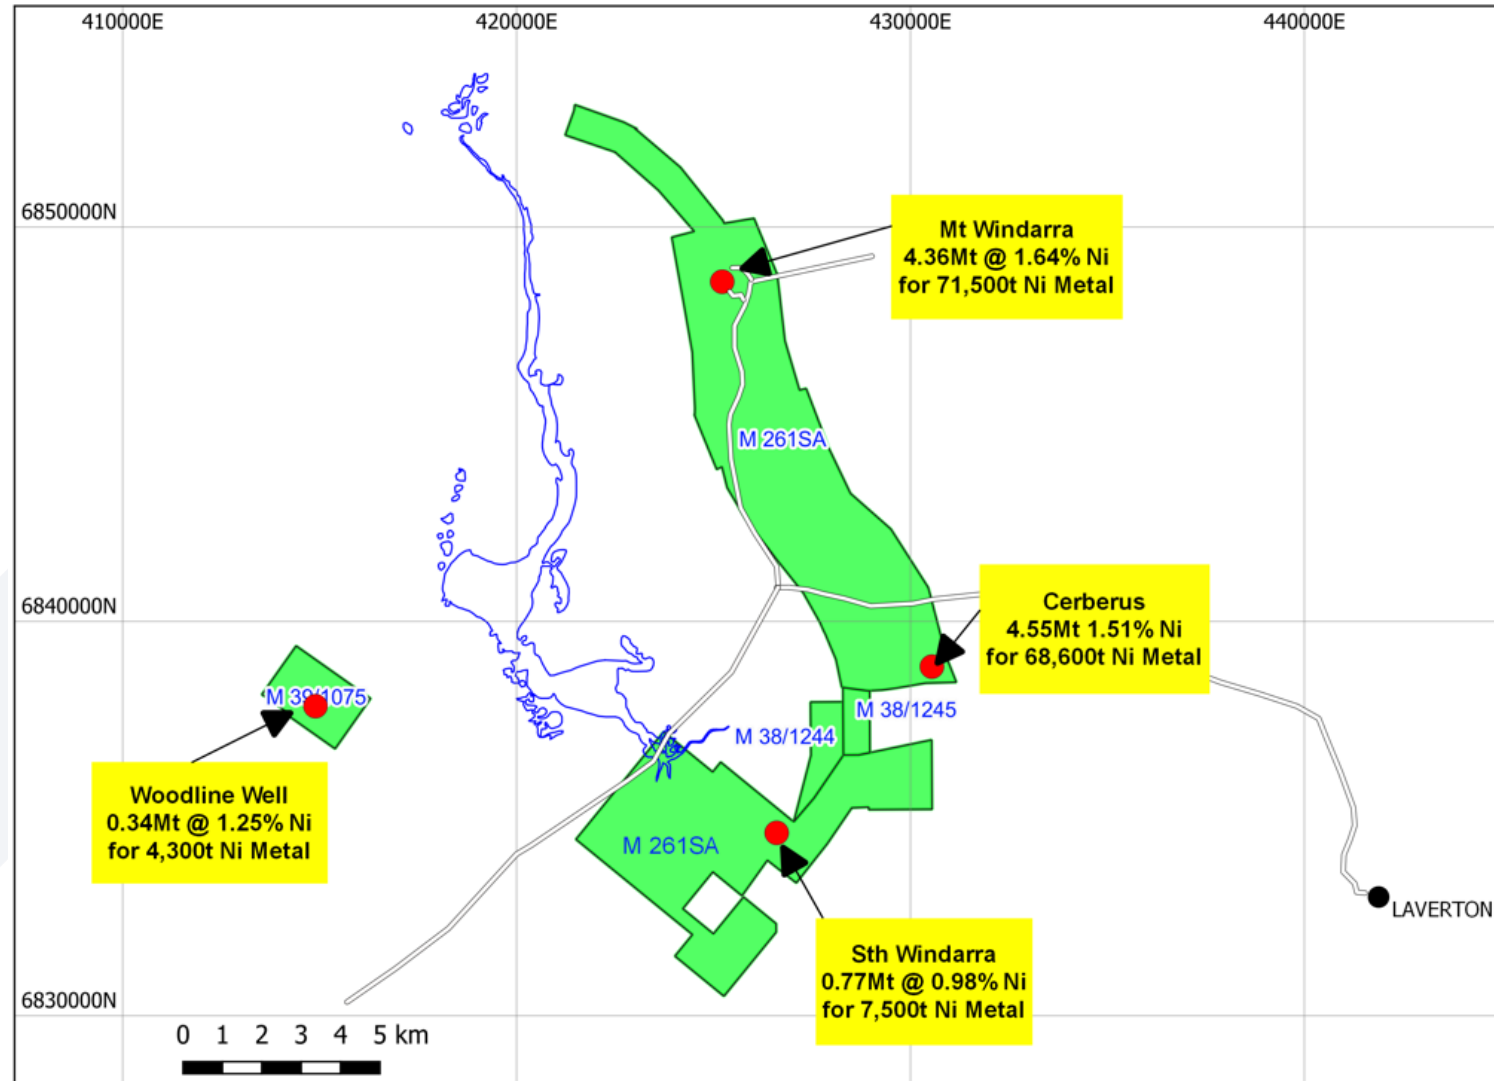 410000E 420000E 430000E 440000E
6850000N
Mt Windarra
4.36Mt @ 1.64% Ni
for 71,500t Ni Metal
M 261SA
6840000N
Cerberus
4.55Mt 1.51% Ni
for 68,600t Ni Metal
M 39/1075
M 38/1245
M 38/1244
Woodline Well
0.34Mt @ 1.25% Ni
for 4,300t Ni Metal
M 261SA
LAVERTON
Sth Windarra
0.77Mt @ 0.98% Ni
for 7,500t Ni Metal
6830000N
0 1 2 3 4 5 km